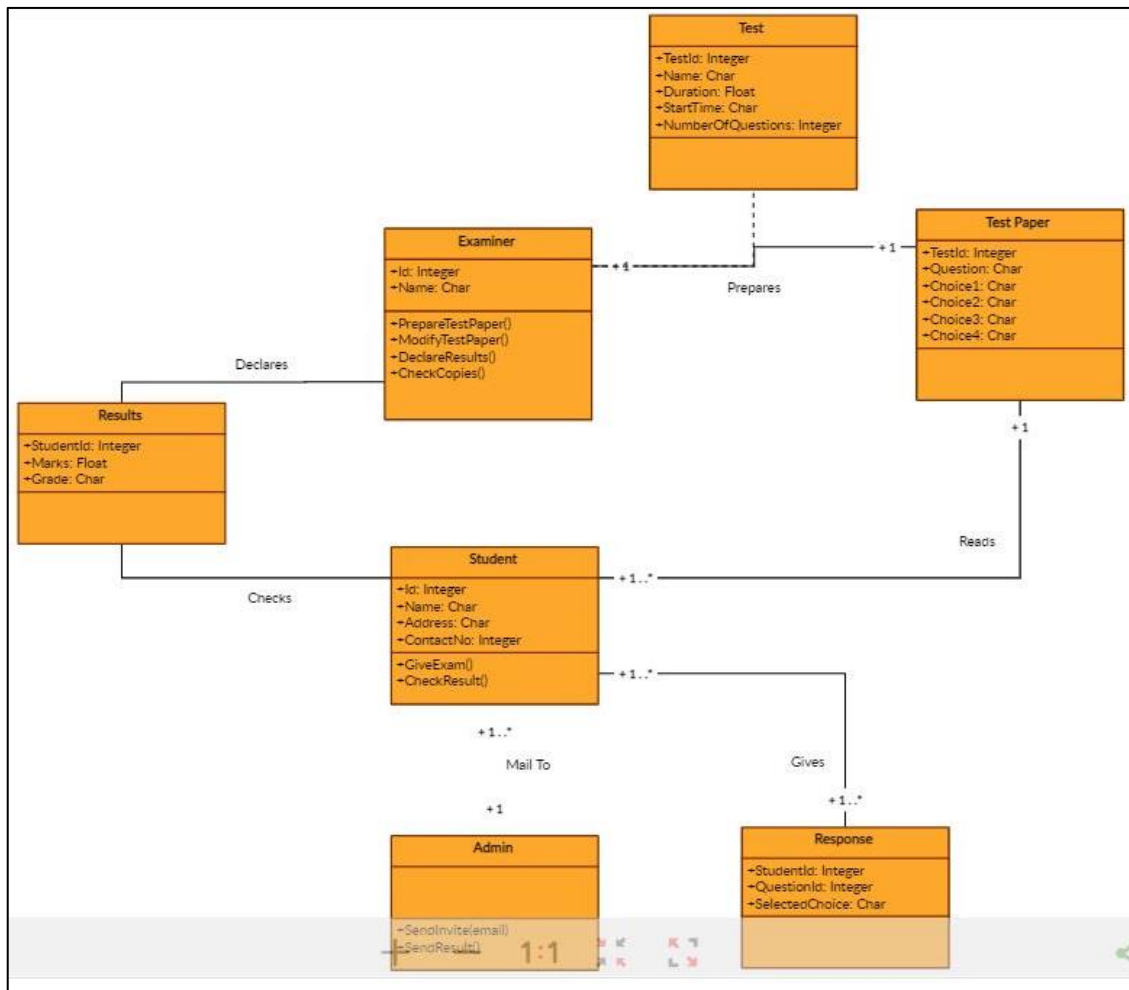 Test
+TestId: Integer
+Name: Char
+Duration: Float
+StartTime: Char
+NumberOfQuestions: Integer
Examiner
+Id: Integer
+Name: Char
+PrepareTestPaper()
+ModifyTestPaper()
+DeclareResults()
+CheckCopies()
+1
Prepares
+1
Test Paper
+TestId: Integer
+Question: Char
+Choice1: Char
+Choice2: Char
+Choice3: Char
+Choice4: Char
+1
Declares
Results
+StudentId: Integer
+Marks: Float
+Grade: Char
Checks
Student
+Id: Integer
+Name: Char
+Address: Char
+ContactNo: Integer
+GiveExam()
+CheckResult()
+1..*
Reads
+1..*
+1..*
Mail To
+1
Gives
+1..*
Admin
+SendInvite(email)
+SendResult()
Response
+StudentId: Integer
+QuestionId: Integer
+SelectedChoice: Char
1:1